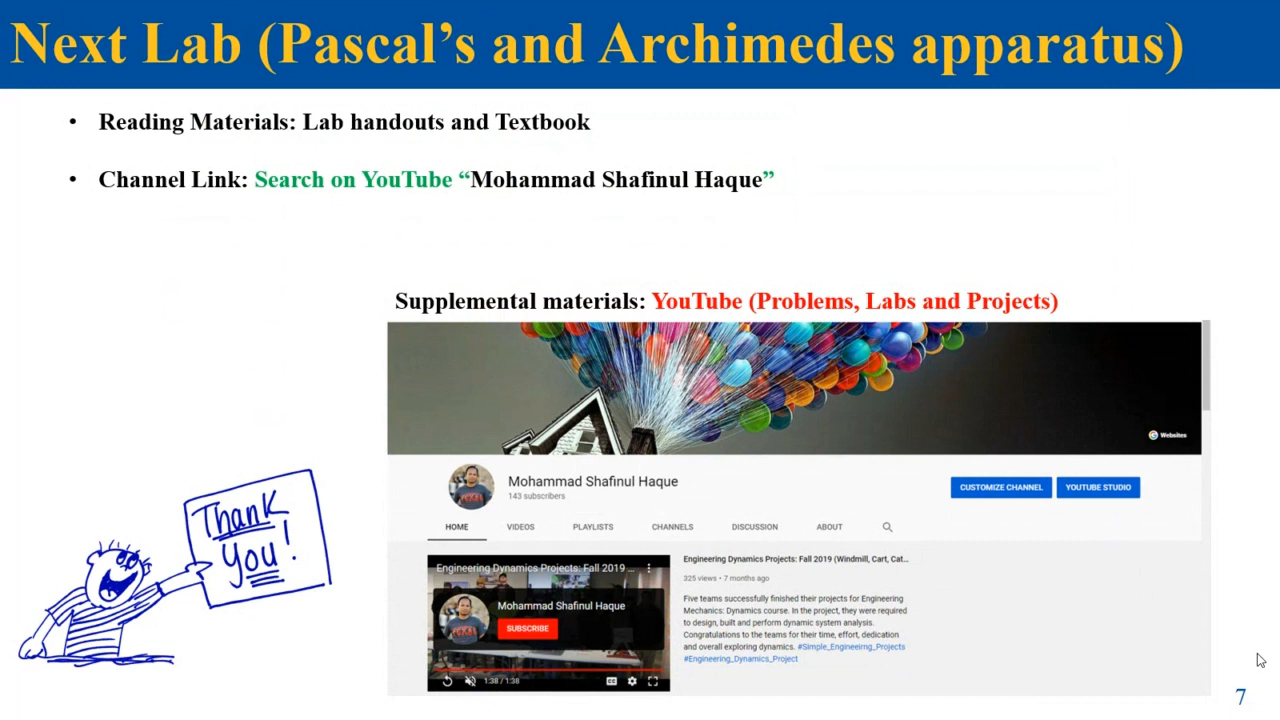 Next Lab (Pascal's and Archimedes apparatus)
• Reading Materials: Lab handouts and Textbook
• Channel Link: Search on YouTube “Mohammad Shafinul Haque”
Supplemental materials: YouTube (Problems, Labs and Projects)
Websites
Mohammad Shafinul Haque
143 subscribers
CUSTOMIZE CHANNEL
YOUTUBE STUDIO
HOME VIDEOS PLAYLISTS CHANNELS DISCUSSION ABOUT
Engineering Dynamics Projects: Fall 2019 ...
Mohammad Shafinul Haque
SUBSCRIBE
1:38 / 1:38
CC
Engineering Dynamics Projects: Fall 2019 (Windmill, Cart, Cat...
325 views • 7 months ago
Five teams successfully finished their projects for Engineering
Mechanics: Dynamics course. In the project, they were required
to design, built and perform dynamic system analysis.
Congratulations to the teams for their time, effort, dedication
and overall exploring dynamics. #Simple_Engineeirng_Projects
#Engineering_Dynamics_Project
Thank
You!
7